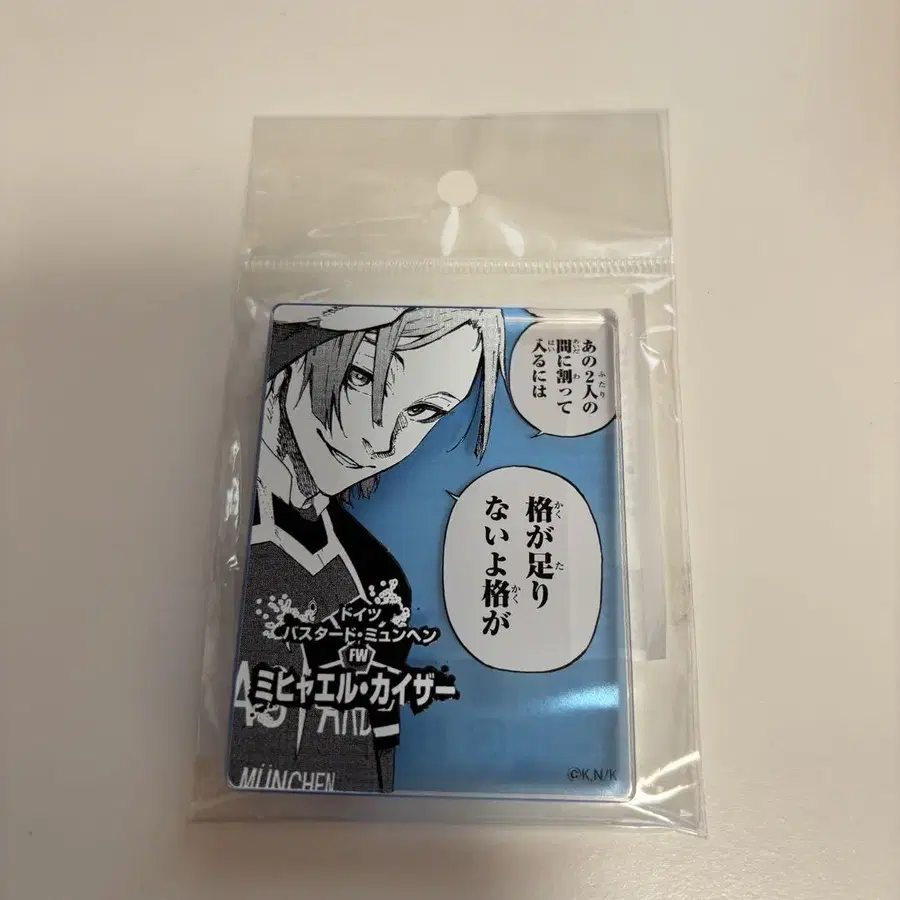 あの2人の
間に割って
入るには
格が足り
ないよ格が
ドイツ
バスタード・ミュンヘン
FW
ミヒャエル・カイザー
MÜNCHEN
©K,N/K